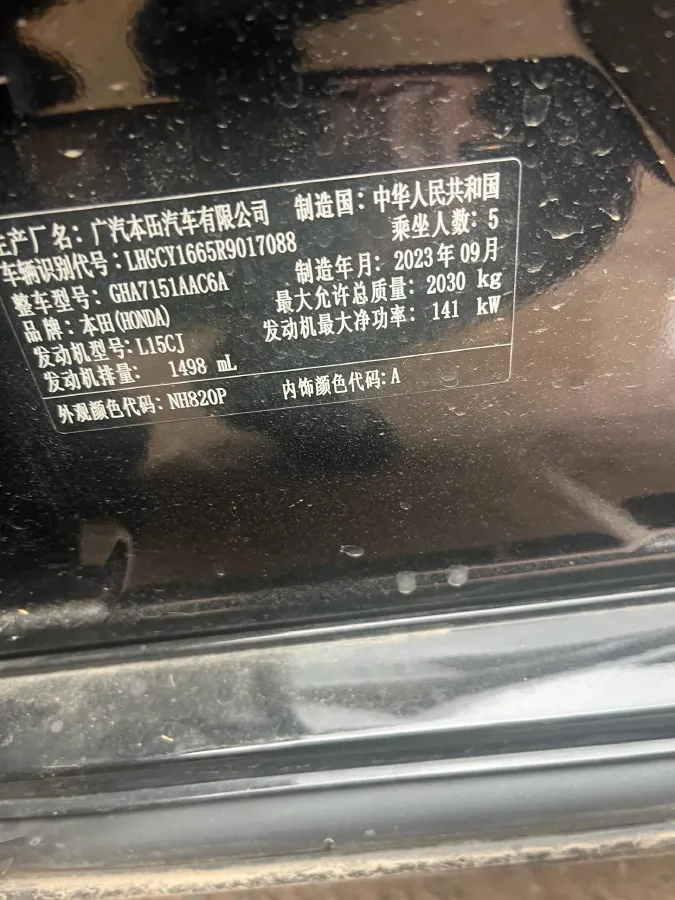 生产厂名：广汽本田汽车有限公司 制造国：中华人民共和国
车辆识别代号：LHGCY1665R9017088 乘坐人数：5
整车型号：GHA7151AAC6A 制造年月：2023年09月
品牌：本田(HONDA) 最大允许总质量：2030 kg
发动机型号：L15CJ 发动机最大净功率：141 kW
发动机排量： 1498 mL
外观颜色代码：NH820P 内饰颜色代码：A